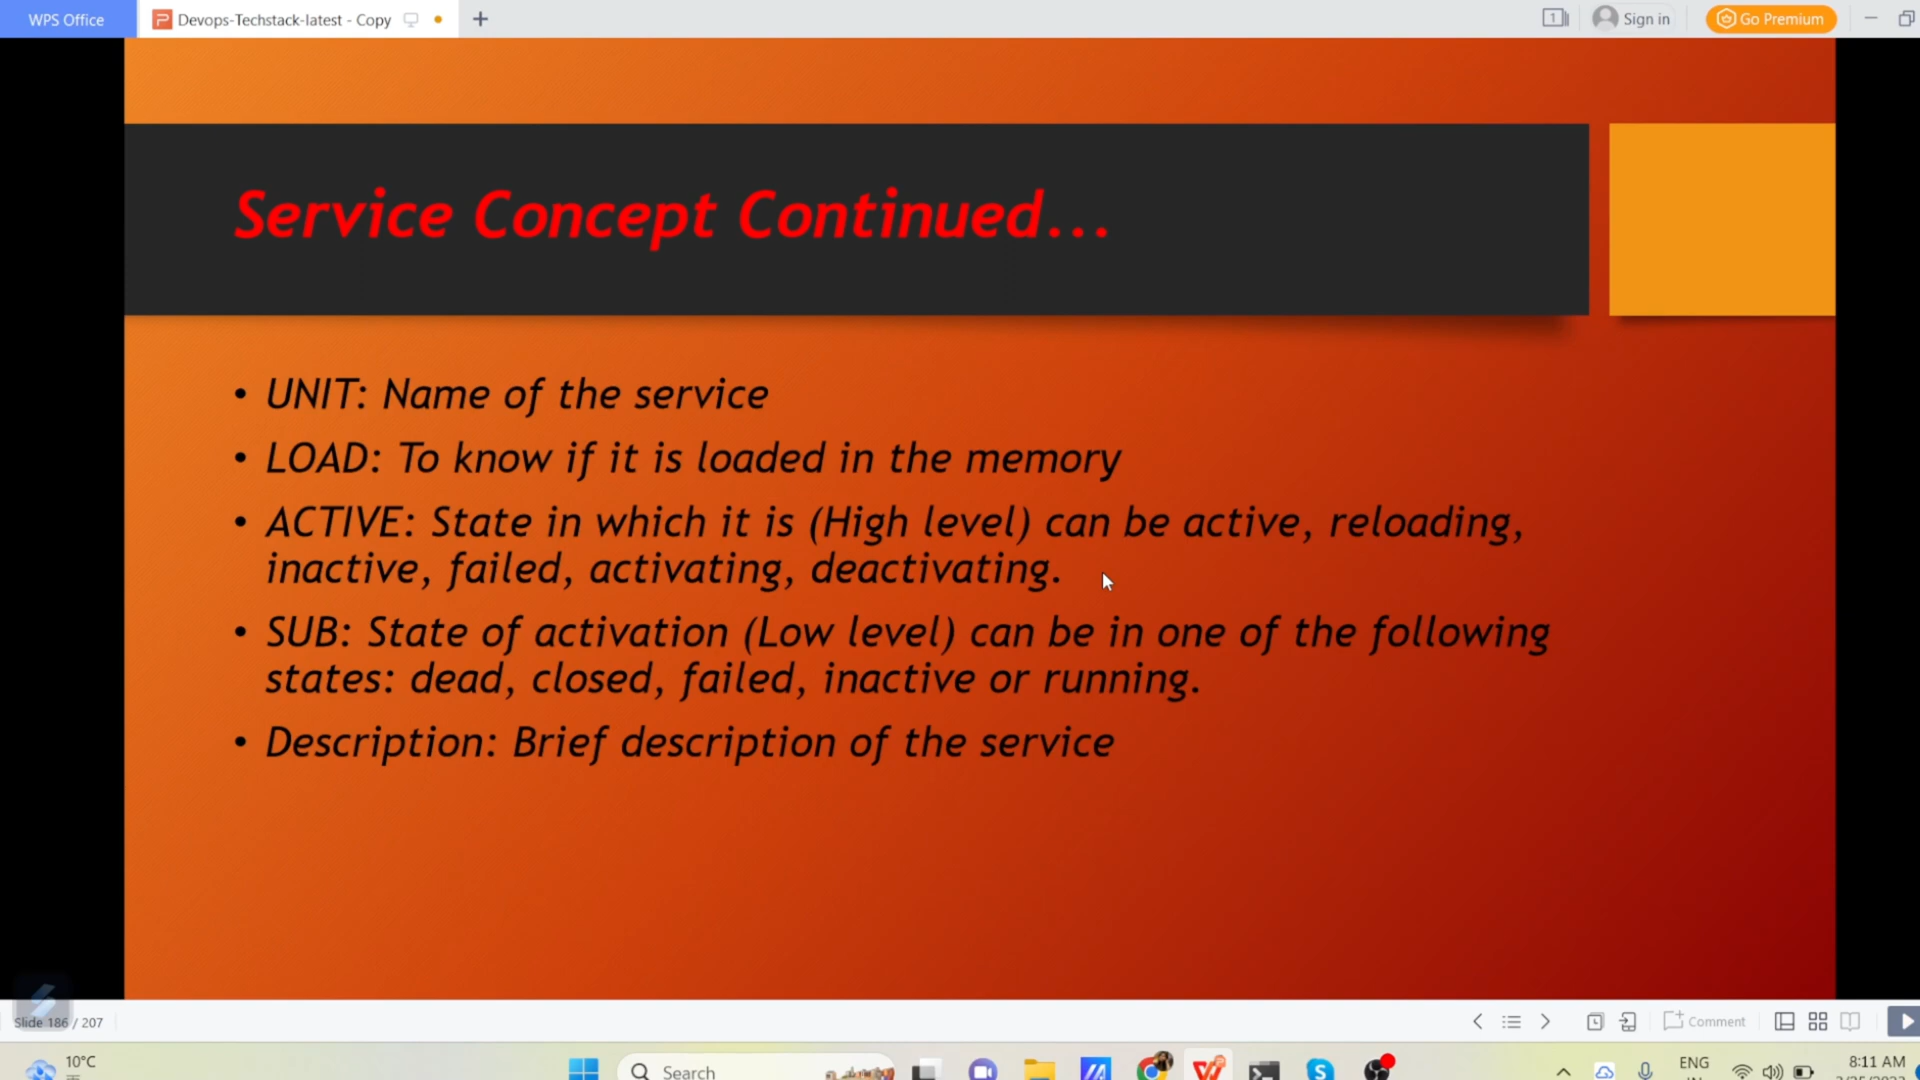 WPS Office
Devops-Techstack-latest - Copy
Sign in
Go Premium
Service Concept Continued...
• UNIT: Name of the service
• LOAD: To know if it is loaded in the memory
• ACTIVE: State in which it is (High level) can be active, reloading,
inactive, failed, activating, deactivating.
• SUB: State of activation (Low level) can be in one of the following
states: dead, closed, failed, inactive or running.
• Description: Brief description of the service
Slide 186 / 207
Comment
10°C
Search
ENG
8:11 AM